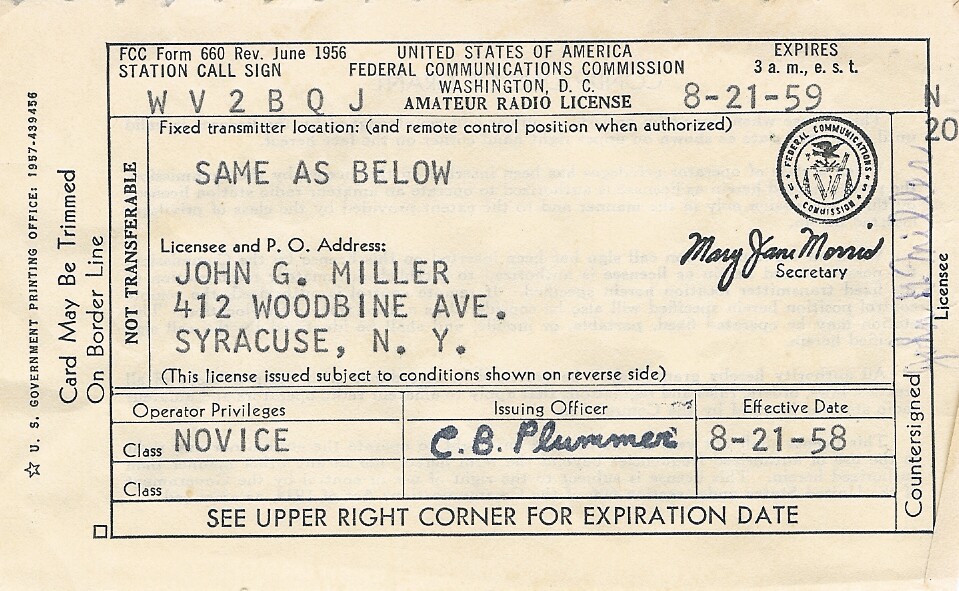 FCC Form 660 Rev. June 1956
UNITED STATES OF AMERICA
EXPIRES
STATION CALL SIGN
FEDERAL COMMUNICATIONS COMMISSION
3 a. m., e. s. t.
WASHINGTON, D. C.
W V 2 B Q J
AMATEUR RADIO LICENSE
8-21-59
N
20
Fixed transmitter location: (and remote control position when authorized)
SAME AS BELOW
FEDERAL COMMUNICATIONS
COMMISSION
U S
NOT TRANSFERABLE
Licensee and P. O. Address:
JOHN G. MILLER
412 WOODBINE AVE.
SYRACUSE, N. Y.
Mary Jane Morris
Secretary
(This license issued subject to conditions shown on reverse side)
Operator Privileges
Issuing Officer
Effective Date
Class NOVICE
C. B. Plummer
8-21-58
Class
SEE UPPER RIGHT CORNER FOR EXPIRATION DATE
Countersigned
Licensee
Card May Be Trimmed
On Border Line
☆ U. S. GOVERNMENT PRINTING OFFICE: 1957-439456